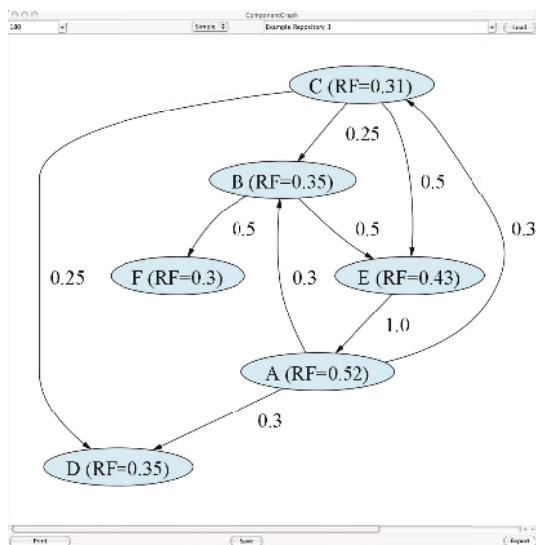 ComponentGraph
100
Simple
Example Repository 1
Load
C (RF=0.31)
0.25
B (RF=0.35)
0.5
0.3
0.5
0.5
F (RF=0.3)
0.25
0.3
E (RF=0.43)
1.0
A (RF=0.52)
0.3
D (RF=0.35)
Print
Save
Export